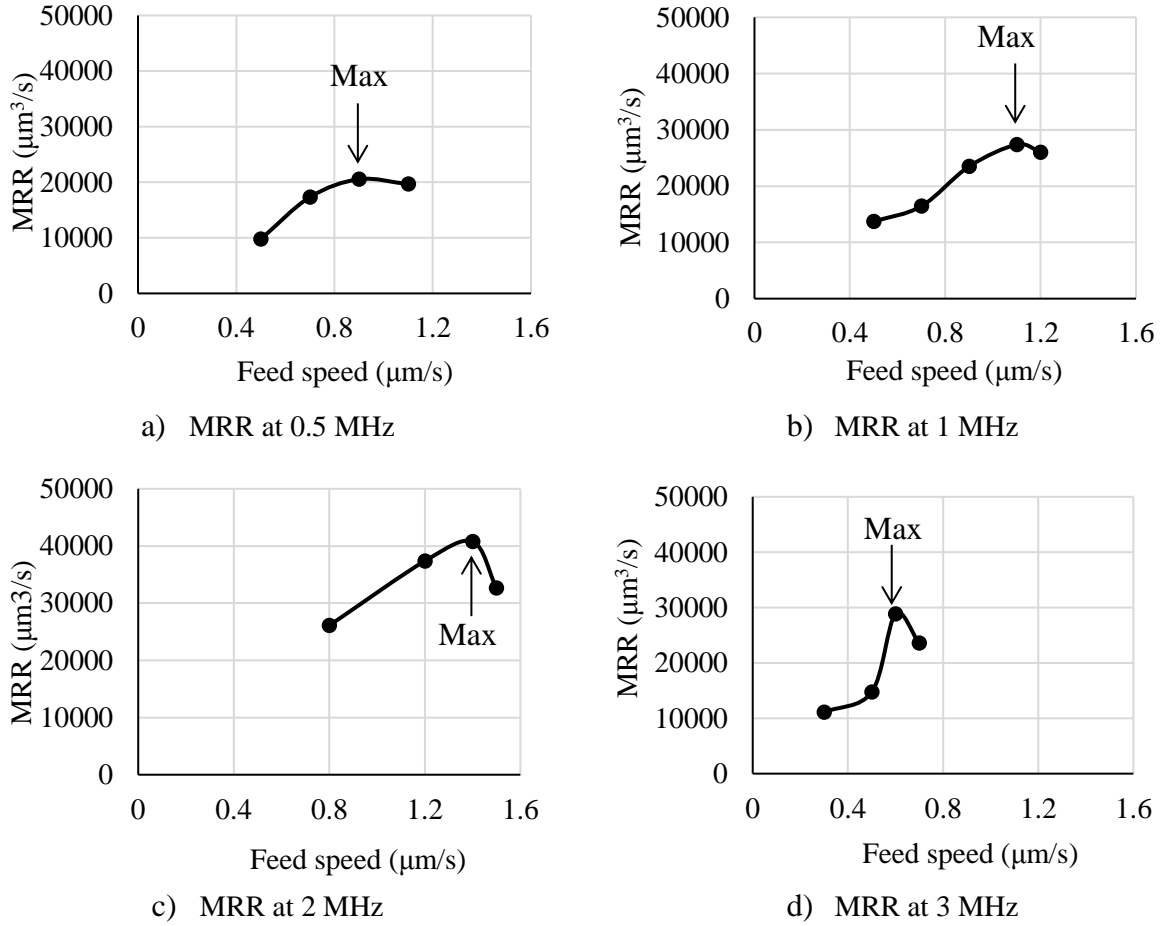 50000
40000
30000
20000
10000
0
MRR (μm³/s)
Max
0 0.4 0.8 1.2 1.6
Feed speed (μm/s)
a) MRR at 0.5 MHz
50000
40000
30000
20000
10000
0
MRR (μm³/s)
Max
0 0.4 0.8 1.2 1.6
Feed speed (μm/s)
b) MRR at 1 MHz
50000
40000
30000
20000
10000
0
MRR (μm3/s)
Max
0 0.4 0.8 1.2 1.6
Feed speed (μm/s)
c) MRR at 2 MHz
50000
40000
30000
20000
10000
0
MRR (μm³/s)
Max
0 0.4 0.8 1.2 1.6
Feed speed (μm/s)
d) MRR at 3 MHz